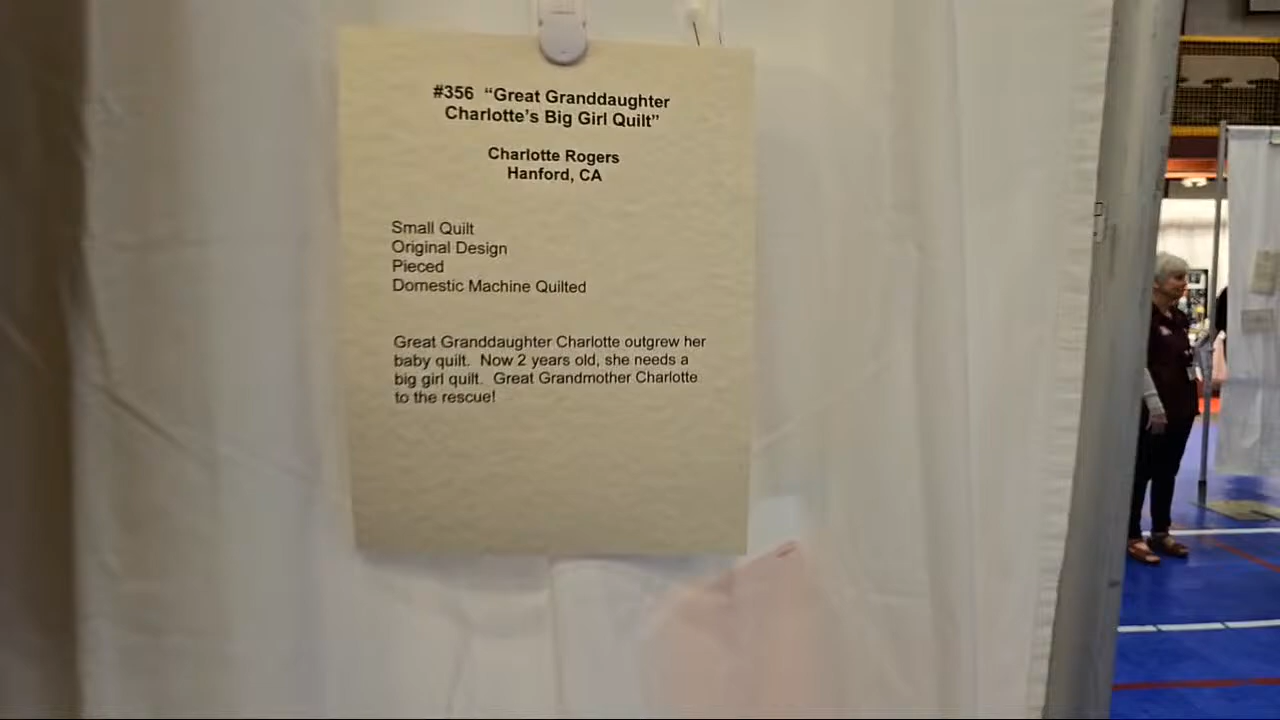 #356 “Great Granddaughter
Charlotte’s Big Girl Quilt”
Charlotte Rogers
Hanford, CA
Small Quilt
Original Design
Pieced
Domestic Machine Quilted
Great Granddaughter Charlotte outgrew her
baby quilt. Now 2 years old, she needs a
big girl quilt. Great Grandmother Charlotte
to the rescue!